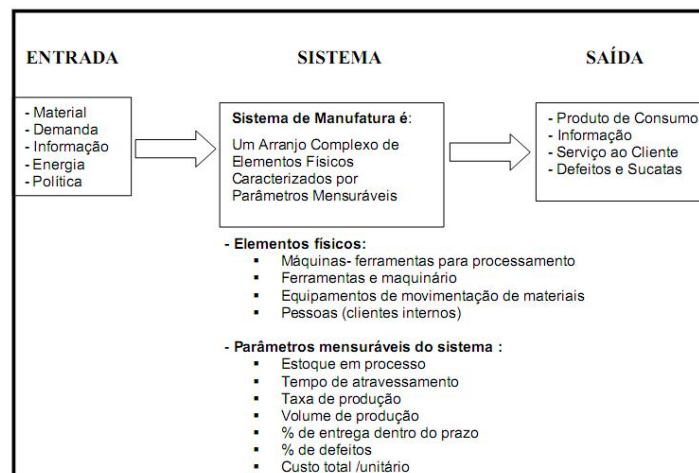 ENTRADA
SISTEMA
SAÍDA
- Material
- Demanda
- Informação
- Energia
- Política
Sistema de Manufatura é:
Um Arranjo Complexo de
Elementos Físicos
Caracterizados por
Parâmetros Mensuráveis
- Produto de Consumo
- Informação
- Serviço ao Cliente
- Defeitos e Sucatas
- Elementos físicos:
▪ Máquinas- ferramentas para processamento
▪ Ferramentas e maquinário
▪ Equipamentos de movimentação de materiais
▪ Pessoas (clientes internos)
- Parâmetros mensuráveis do sistema :
▪ Estoque em processo
▪ Tempo de atravessamento
▪ Taxa de produção
▪ Volume de produção
▪ % de entrega dentro do prazo
▪ % de defeitos
▪ Custo total /unitário